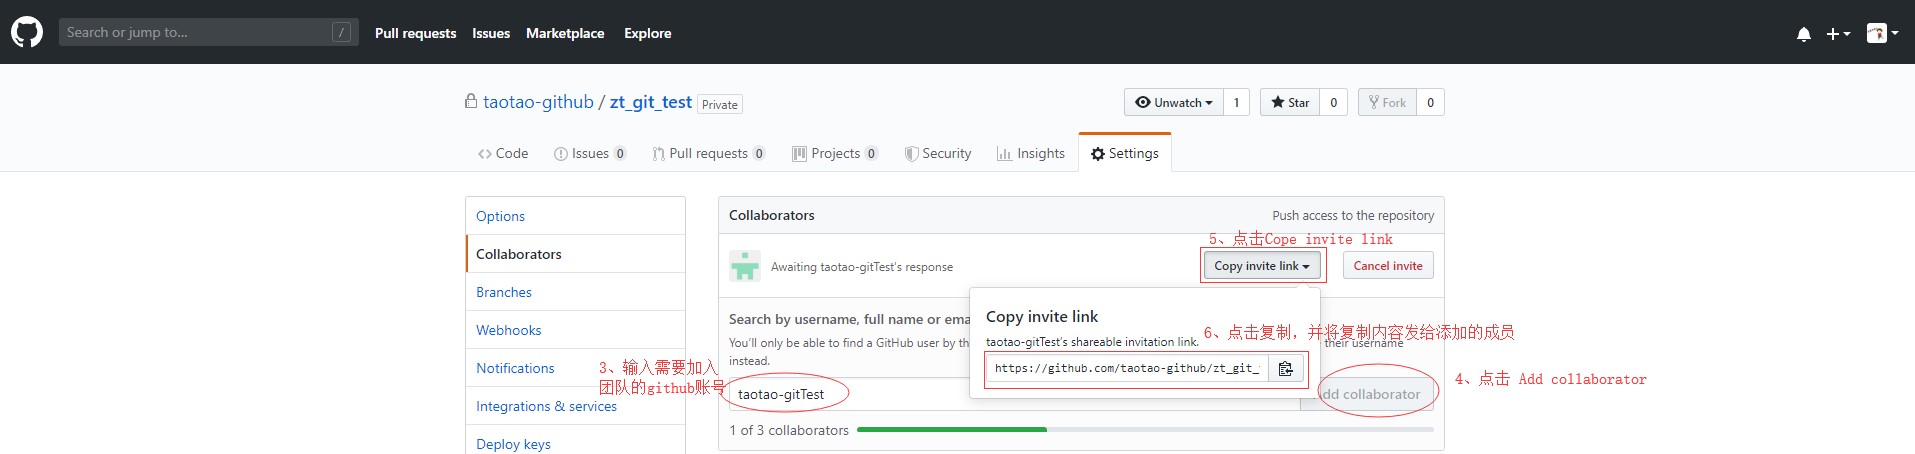 Search or jump to... / Pull requests Issues Marketplace Explore
taotao-github / zt_git_test Private Unwatch 1 Star 0 Fork 0
Code Issues 0 Pull requests 0 Projects 0 Security Insights Settings
Options
Collaborators
Branches
Webhooks
Notifications
Integrations & services
Deploy keys
Collaborators Push access to the repository
5、点击Cope invite link
Awaiting taotao-gitTest's response Copy invite link Cancel invite
Search by username, full name or ema
You'll only be able to find a GitHub user by th
their username
instead.
Copy invite link
taotao-gitTest's shareable invitation link.
6、点击复制，并将复制内容发给添加的成员
https://github.com/taotao-github/zt_git_
3、输入需要加入
团队的github账号
taotao-gitTest
dd collaborator
4、点击 Add collaborator
1 of 3 collaborators